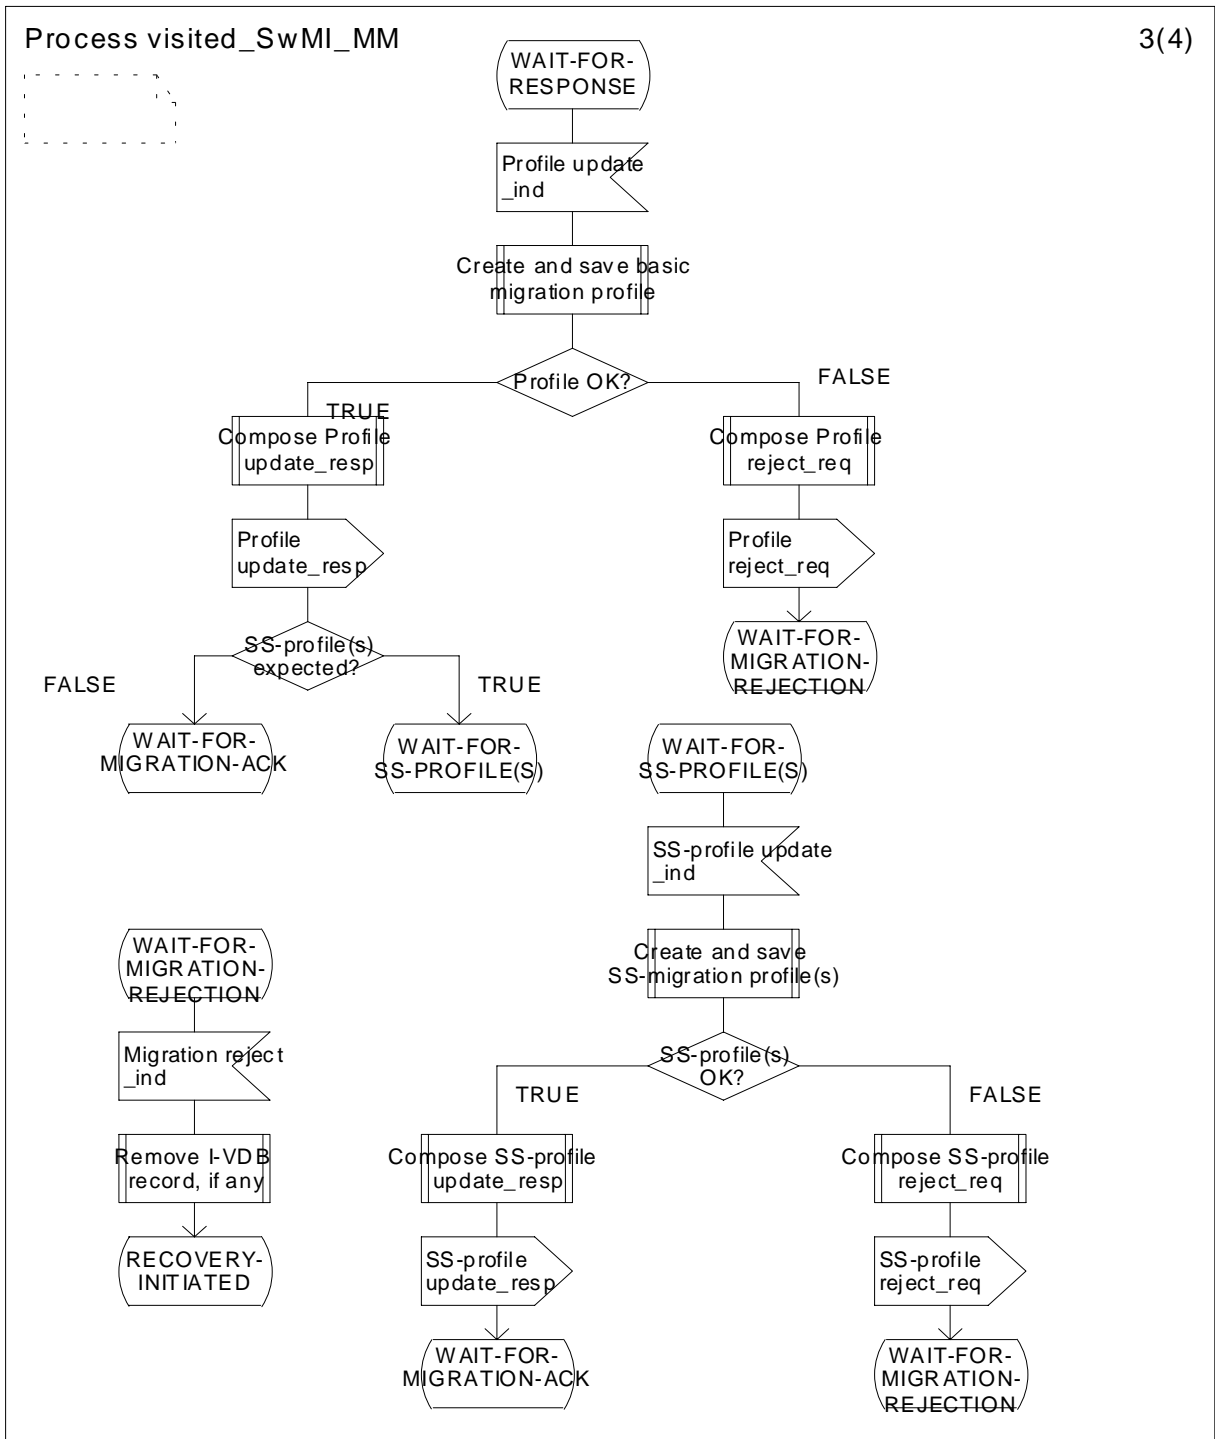 Process visited_SwMI_MM
3(4)
WAIT-FOR-
RESPONSE
Profile update
_ind
Create and save basic
migration profile
Profile OK?
FALSE
TRUE
Compose Profile
update_resp
Compose Profile
reject_req
Profile
update_resp
Profile
reject_req
SS-profile(s)
expected?
WAIT-FOR-
MIGRATION-
REJECTION
FALSE
TRUE
WAIT-FOR-
MIGRATION-ACK
WAIT-FOR-
SS-PROFILE(S)
WAIT-FOR-
SS-PROFILE(S)
SS-profile update
_ind
WAIT-FOR-
MIGRATION-
REJECTION
Create and save
SS-migration profile(s)
Migration reject
_ind
SS-profile(s)
OK?
TRUE
FALSE
Remove I-VDB
record, if any
Compose SS-profile
update_resp
Compose SS-profile
reject_req
RECOVERY-
INITIATED
SS-profile
update_resp
SS-profile
reject_req
WAIT-FOR-
MIGRATION-ACK
WAIT-FOR-
MIGRATION-
REJECTION